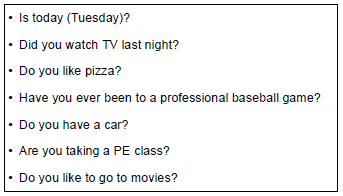 • Is today (Tuesday)?
• Did you watch TV last night?
• Do you like pizza?
• Have you ever been to a professional baseball game?
• Do you have a car?
• Are you taking a PE class?
• Do you like to go to movies?